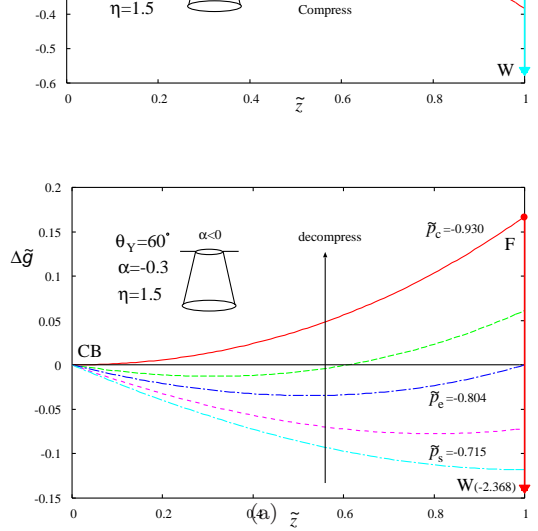 η=1.5
Compress
-0.4
W
-0.6
0 0.2 0.4 0.6 0.8 1
z̃
0.2
θY=60° α<0 decompress p̃c=-0.930
0.15
F
Δg̃
α=-0.3
0.1
η=1.5
0.05
CB
0
p̃e=-0.804
-0.05
p̃s=-0.715
-0.1
W(-2.368)
-0.15
0 0.2 0.4 0.6 0.8 1
(a) z̃